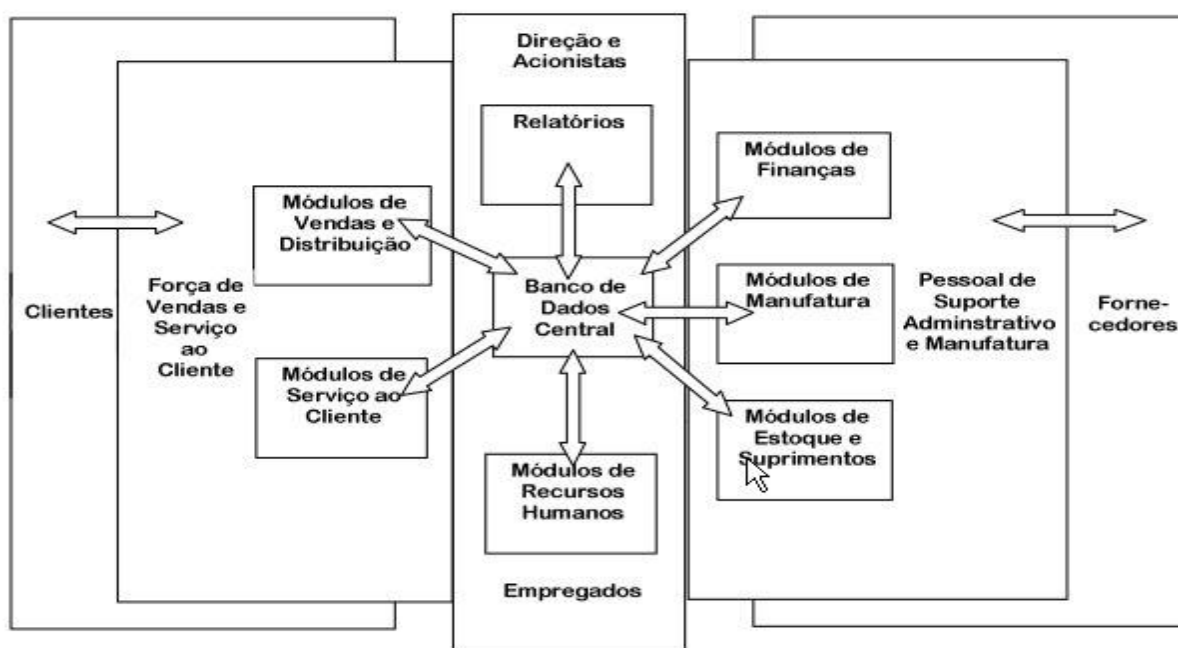 Direção e
Acionistas
Relatórios
Módulos de
Finanças
Módulos de
Vendas e
Distribuição
Clientes
Força de
Vendas e
Serviço
ao
Cliente
Banco de
Dados
Central
Módulos de
Manufatura
Pessoal de
Suporte
Adminstrativo
e Manufatura
Forne-
cedores
Módulos de
Serviço ao
Cliente
Módulos de
Estoque e
Suprimentos
Módulos de
Recursos
Humanos
Empregados